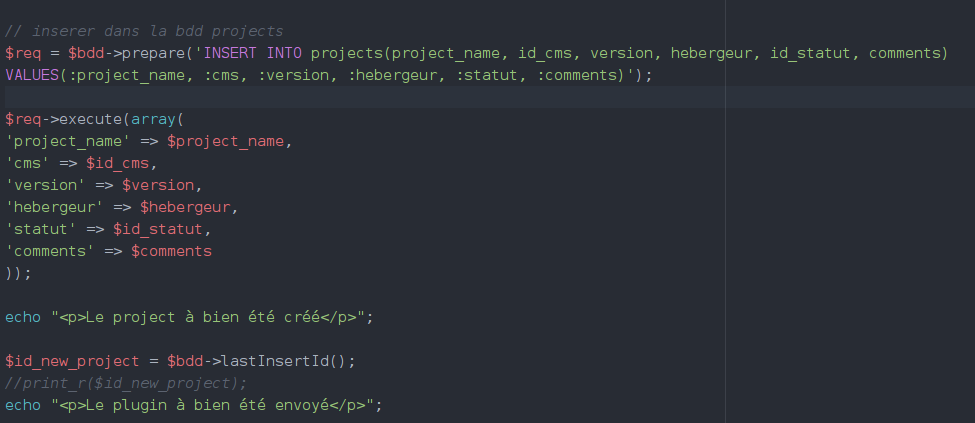 // inserer dans la bdd projects
$req = $bdd->prepare('INSERT INTO projects(project_name, id_cms, version, hebergeur, id_statut, comments)
VALUES(:project_name, :cms, :version, :hebergeur, :statut, :comments)');
$req->execute(array(
'project_name' => $project_name,
'cms' => $id_cms,
'version' => $version,
'hebergeur' => $hebergeur,
'statut' => $id_statut,
'comments' => $comments
));
echo "<p>Le project à bien été créé</p>";
$id_new_project = $bdd->lastInsertId();
//print_r($id_new_project);
echo "<p>Le plugin à bien été envoyé</p>";